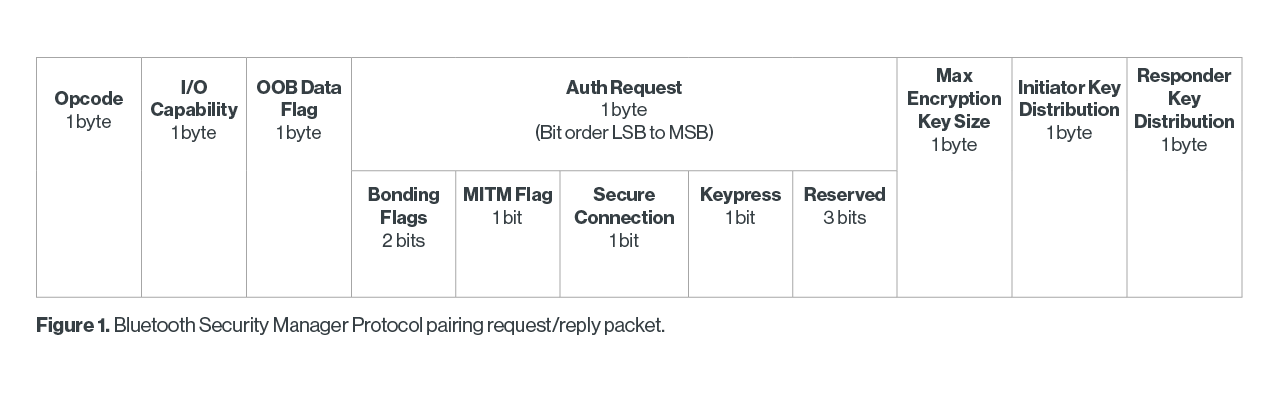 Opcode
1 byte
I/O
Capability
1 byte
OOB Data
Flag
1 byte
Auth Request
1 byte
(Bit order LSB to MSB)
Bonding
Flags
2 bits
MITM Flag
1 bit
Secure
Connection
1 bit
Keypress
1 bit
Reserved
3 bits
Max
Encryption
Key Size
1 byte
Initiator Key
Distribution
1 byte
Responder
Key
Distribution
1 byte
Figure 1. Bluetooth Security Manager Protocol pairing request/reply packet.